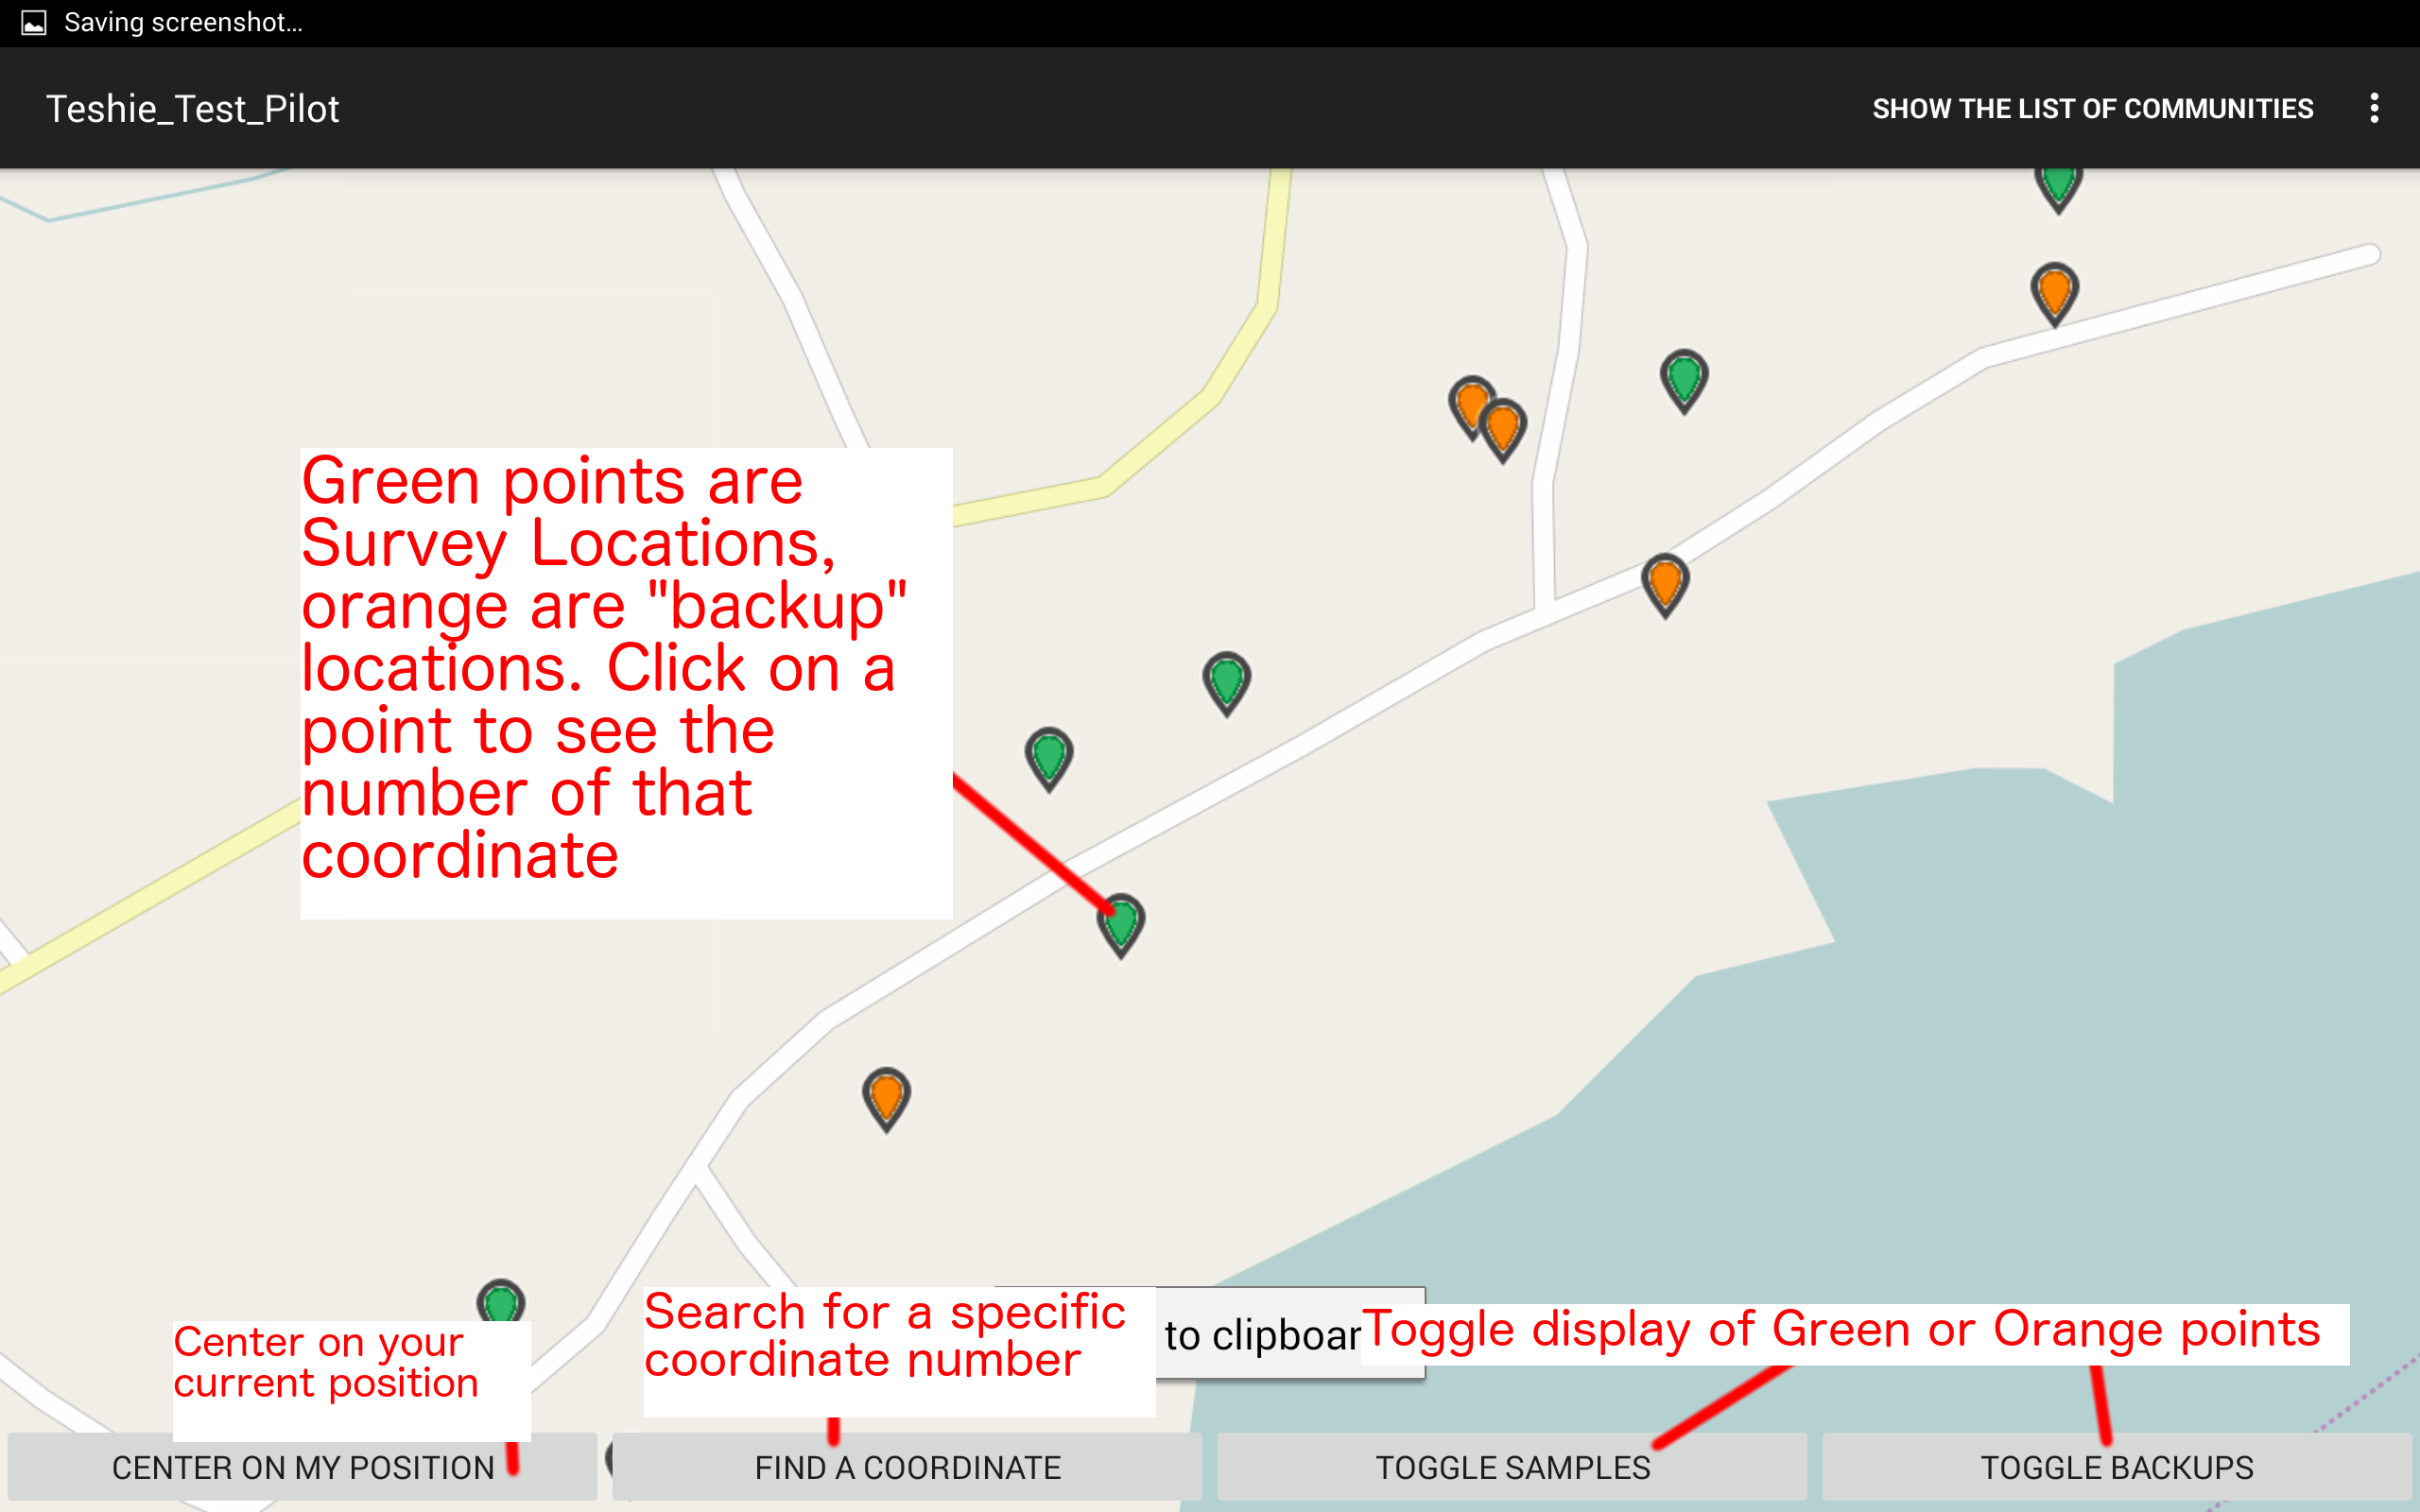 Saving screenshot...
Teshie_Test_Pilot
SHOW THE LIST OF COMMUNITIES
Green points are
Survey Locations,
orange are "backup"
locations. Click on a
point to see the
number of that
coordinate
Center on your
current position
Search for a specific
coordinate number
to clipboar
Toggle display of Green or Orange points
CENTER ON MY POSITION
FIND A COORDINATE
TOGGLE SAMPLES
TOGGLE BACKUPS